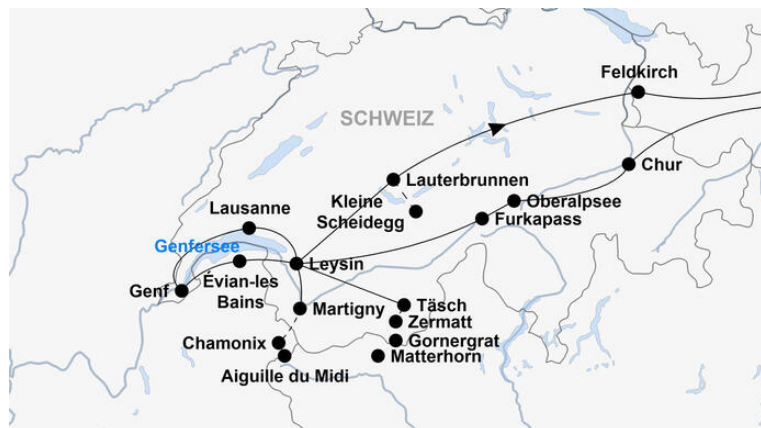 Feldkirch
SCHWEIZ
Chur
Lauterbrunnen
Kleine
Scheidegg
Oberalpsee
Furkapass
Lausanne
Genfersee
Leysin
Genf
Évian-les
Bains
Martigny
Täsch
Zermatt
Gornergrat
Matterhorn
Chamonix
Aiguille du Midi